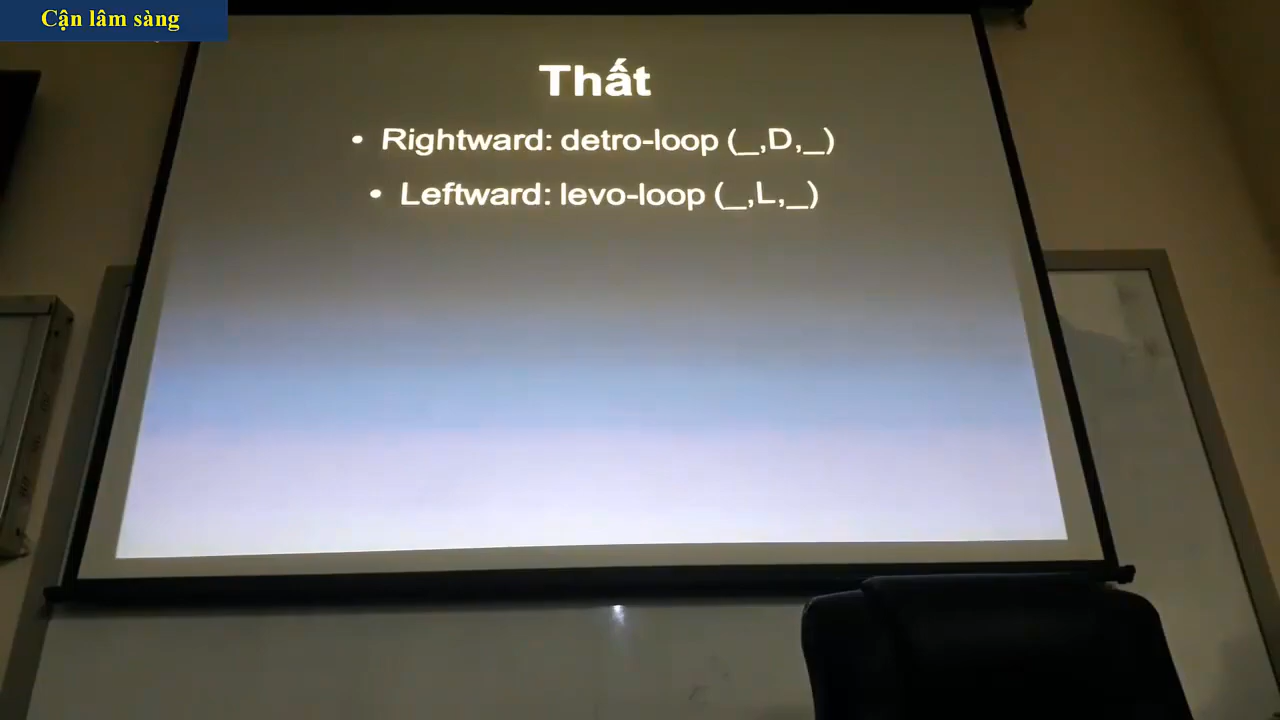 Cận lâm sàng
Thất
• Rightward: detro-loop (_,D,_)
• Leftward: levo-loop (_,L,_)